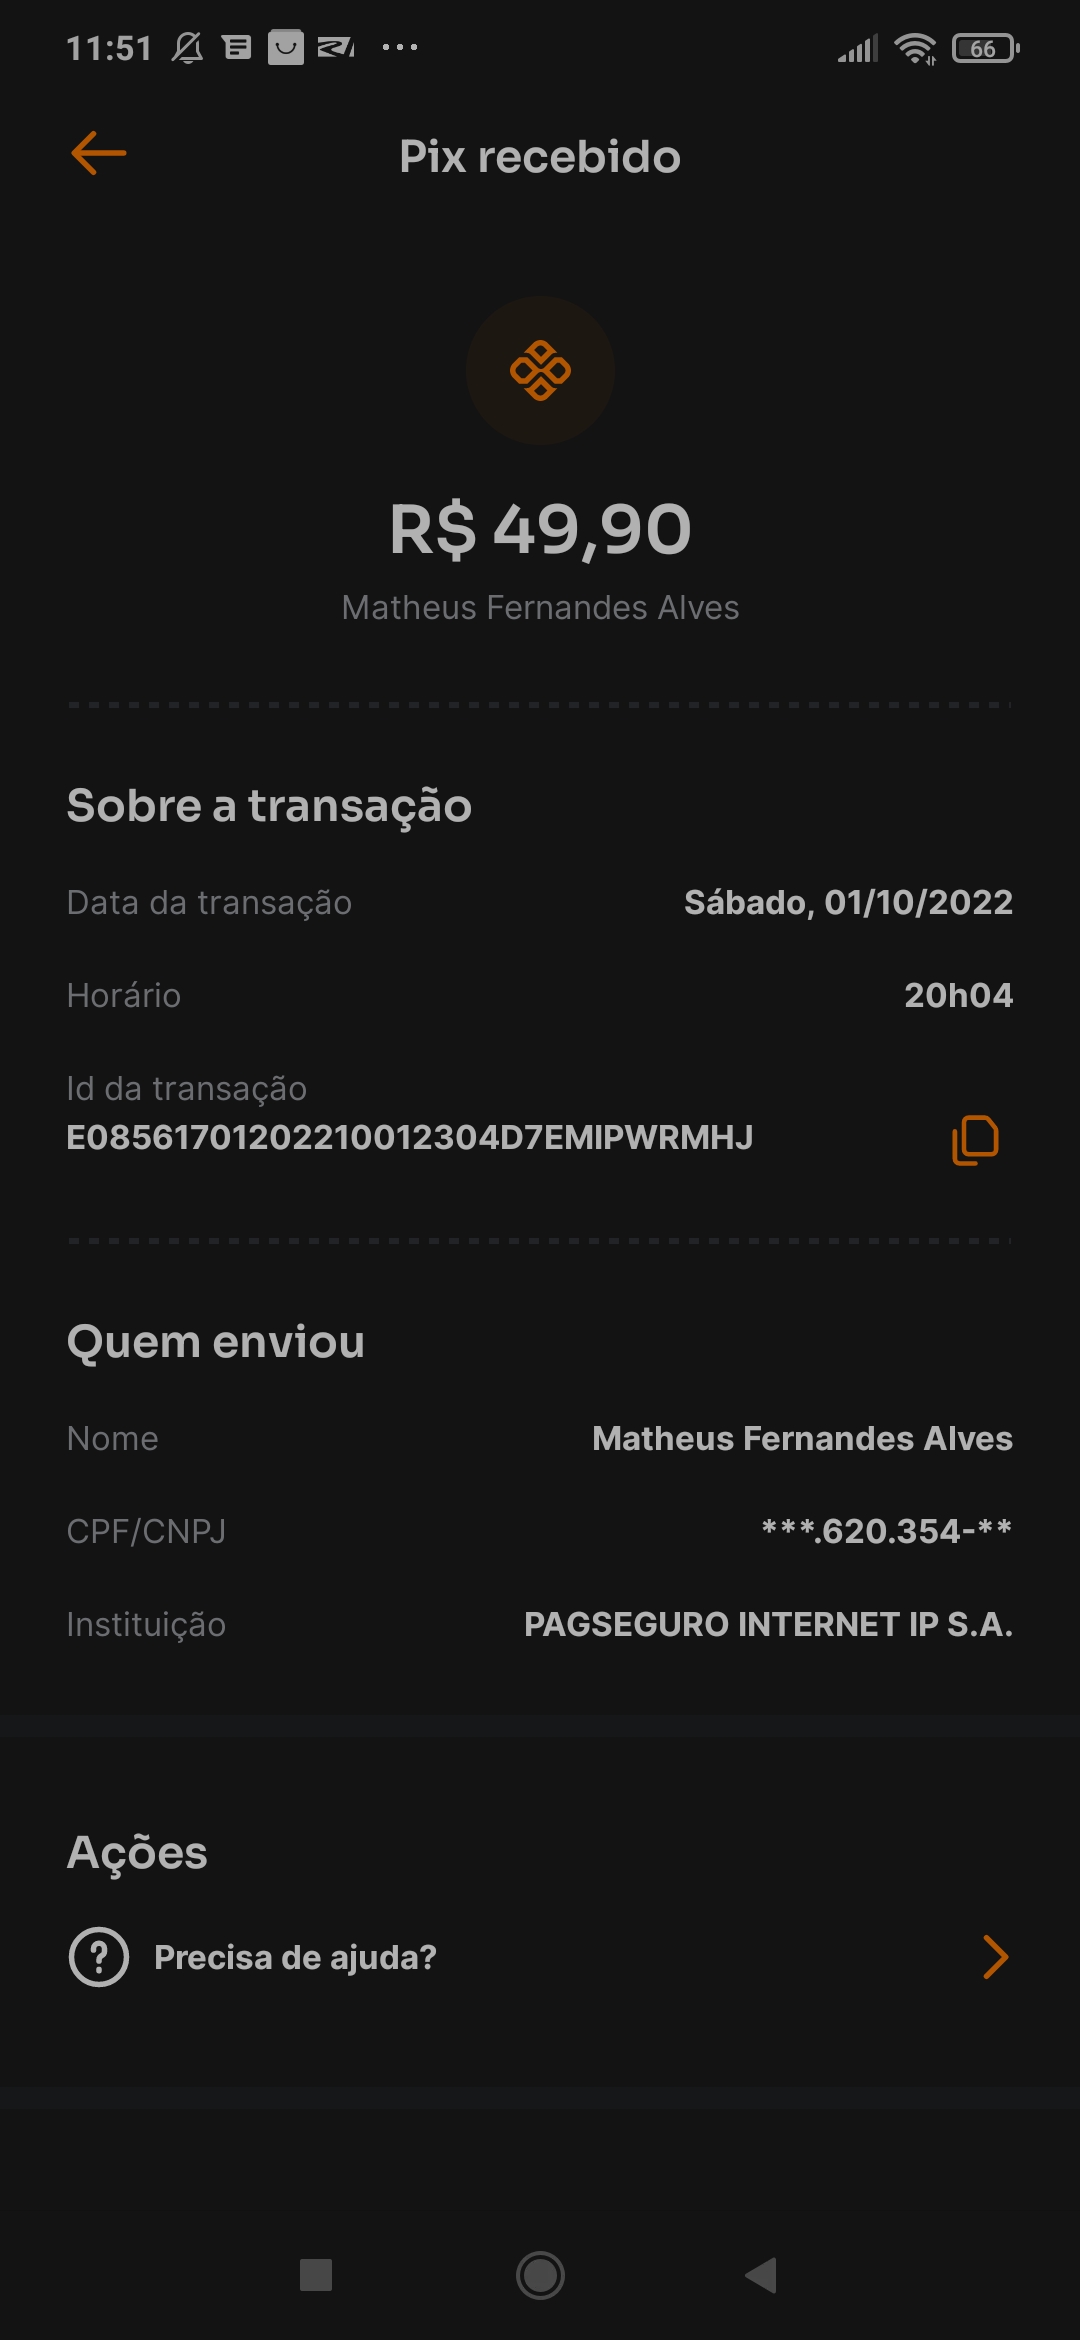 11:51
66
Pix recebido
R$ 49,90
Matheus Fernandes Alves
Sobre a transação
Data da transação Sábado, 01/10/2022
Horário 20h04
Id da transação
E08561701202210012304D7EMIPWRMHJ
Quem enviou
Nome Matheus Fernandes Alves
CPF/CNPJ ***.620.354-**
Instituição PAGSEGURO INTERNET IP S.A.
Ações
Precisa de ajuda?